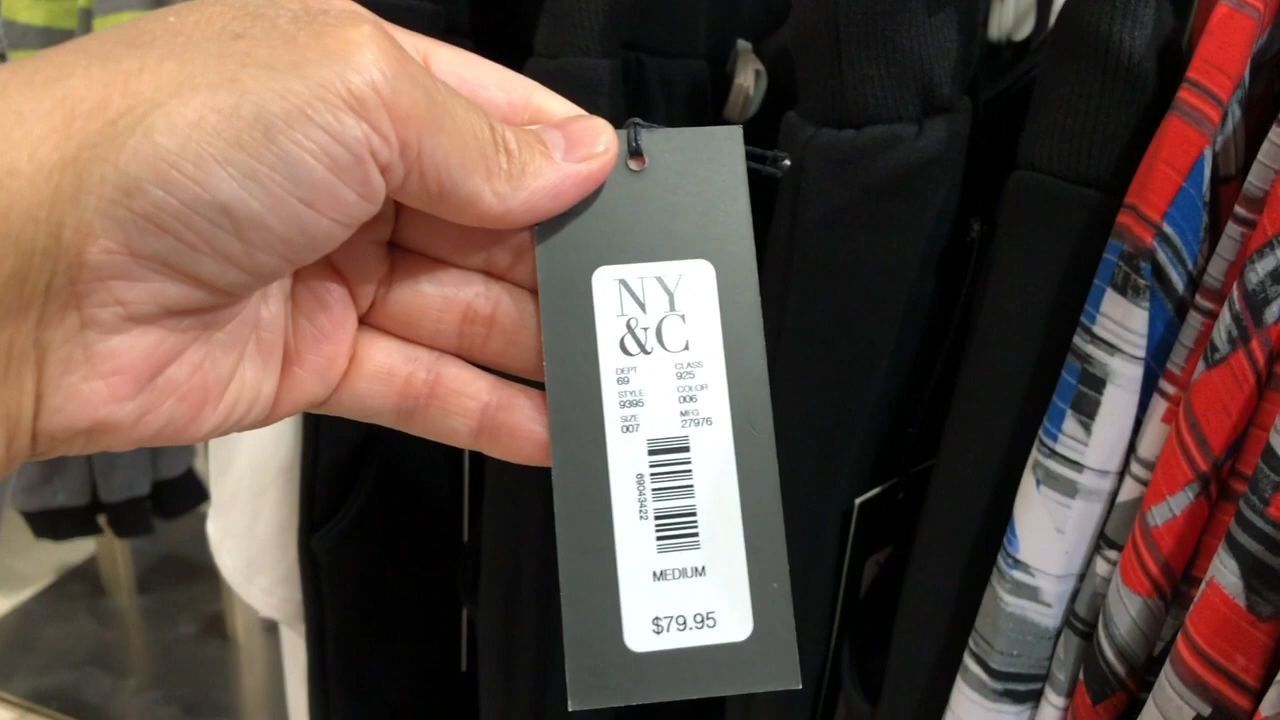 NY
&C
DEPT CLASS
69 925
STYLE COLOR
9395 006
SIZE MFG
007 27976
69043422
MEDIUM
$79.95